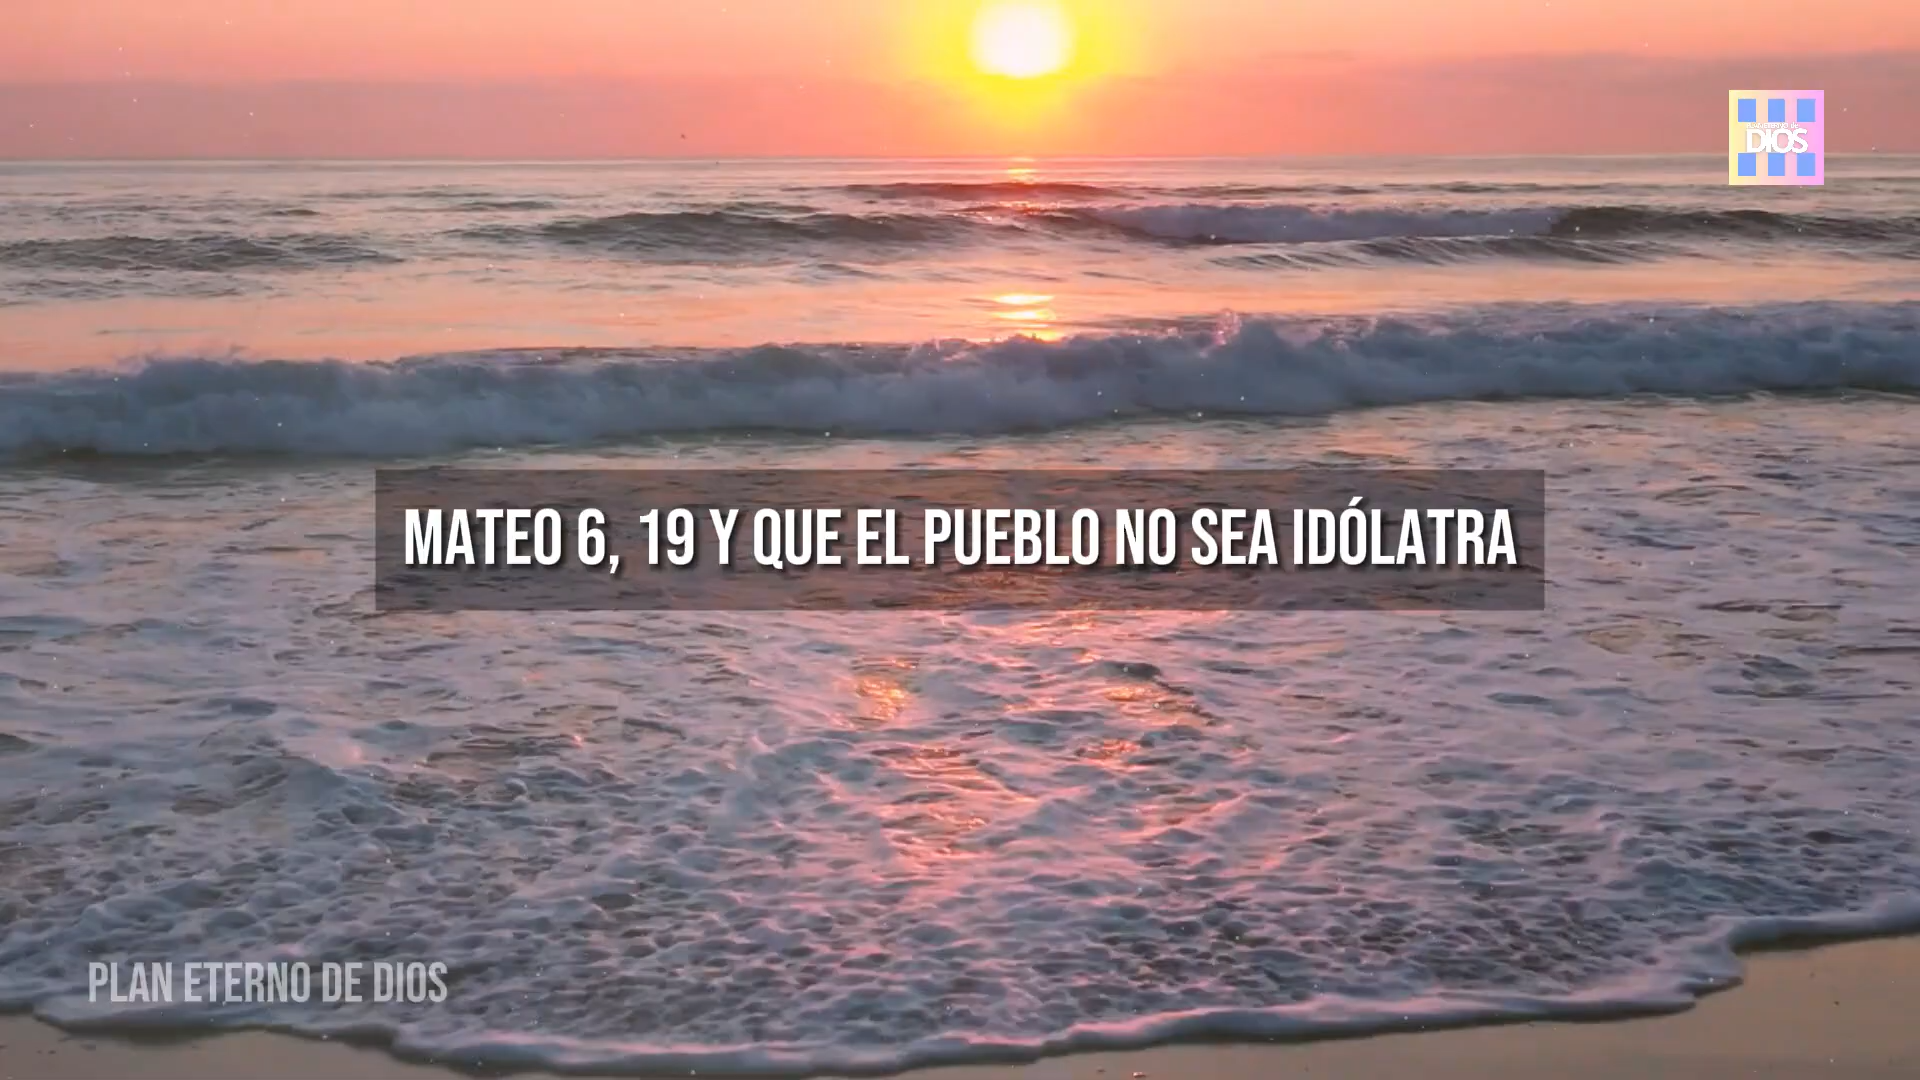 DIOS
MATEO 6, 19 Y QUE EL PUEBLO NO SEA IDÓLATRA
PLAN ETERNO DE DIOS